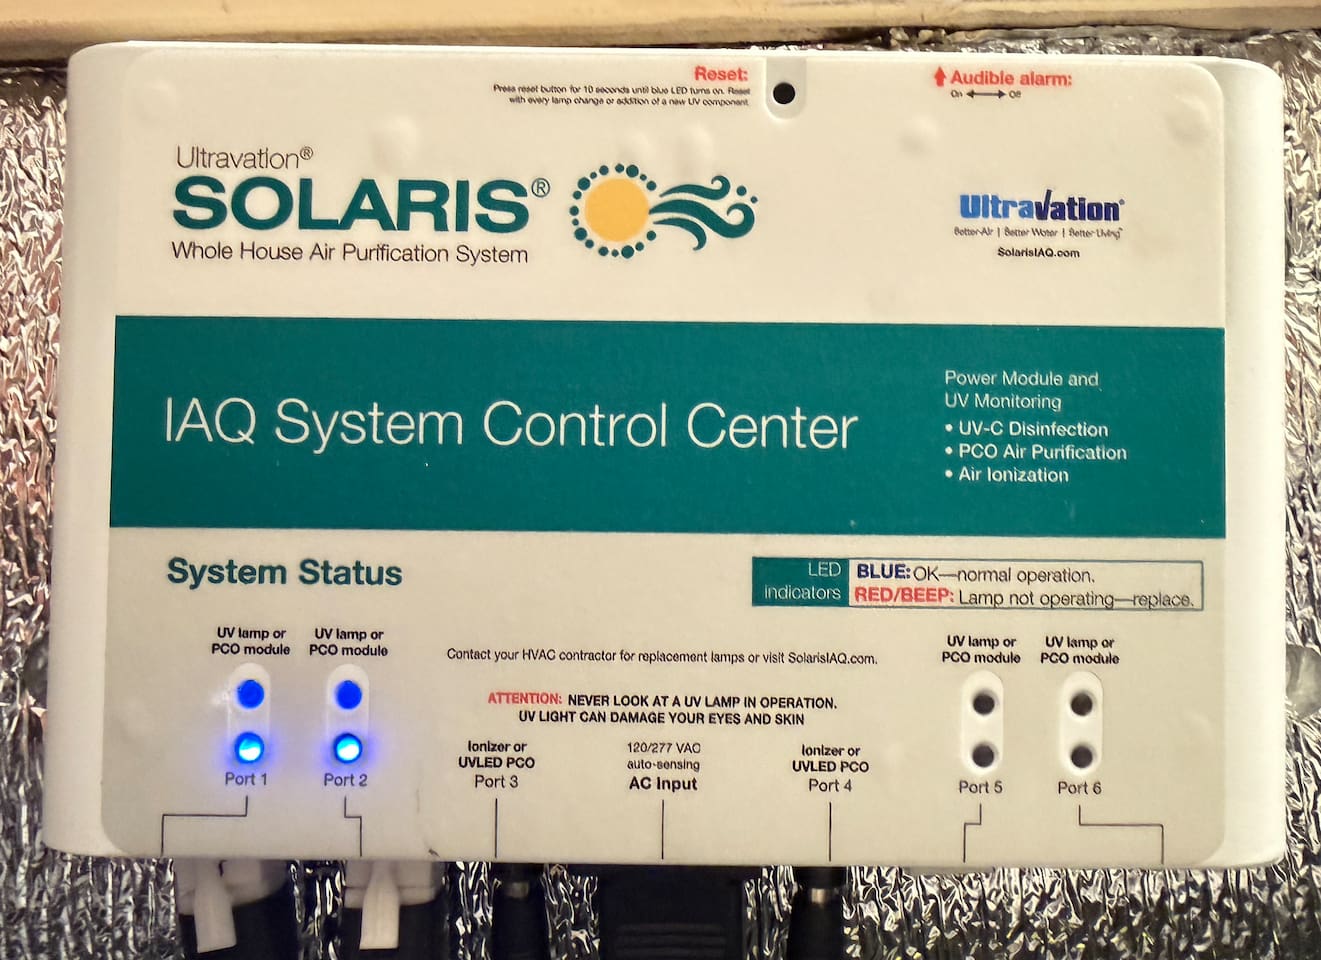 Reset:
Press reset button for 10 seconds until blue LED turns on. Reset
with every lamp change or addition of a new UV component.
Audible alarm:
On Off
Ultravation®
SOLARIS®
Whole House Air Purification System
UltraVation®
Better Air | Better Water | Better Living™
SolarisIAQ.com
IAQ System Control Center
Power Module and
UV Monitoring
• UV-C Disinfection
• PCO Air Purification
• Air Ionization
System Status
LED
indicators
BLUE: OK—normal operation.
RED/BEEP: Lamp not operating—replace.
UV lamp or
PCO module
Port 1
UV lamp or
PCO module
Port 2
Contact your HVAC contractor for replacement lamps or visit SolarisIAQ.com.
ATTENTION: NEVER LOOK AT A UV LAMP IN OPERATION.
UV LIGHT CAN DAMAGE YOUR EYES AND SKIN
Ionizer or
UVLED PCO
Port 3
120/277 VAC
auto-sensing
AC Input
Ionizer or
UVLED PCO
Port 4
UV lamp or
PCO module
Port 5
UV lamp or
PCO module
Port 6